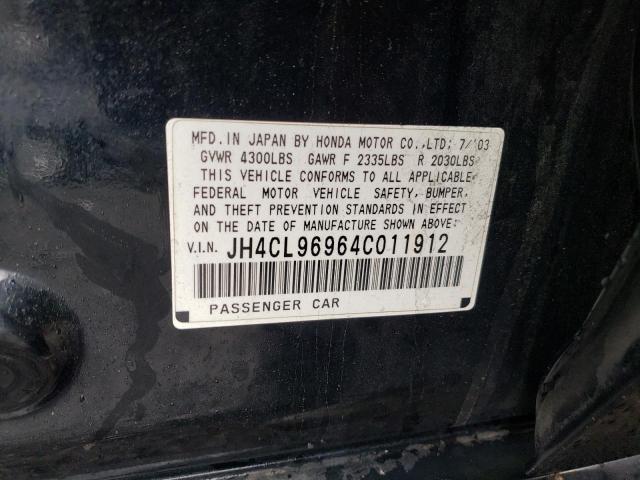 MFD. IN JAPAN BY HONDA MOTOR CO.,LTD; 7/'03
GVWR 4300LBS GAWR F 2335LBS R 2030LBS
THIS VEHICLE CONFORMS TO ALL APPLICABLE
FEDERAL MOTOR VEHICLE SAFETY, BUMPER,
AND THEFT PREVENTION STANDARDS IN EFFECT
ON THE DATE OF MANUFACTURE SHOWN ABOVE:
V.I.N. JH4CL96964C011912
PASSENGER CAR